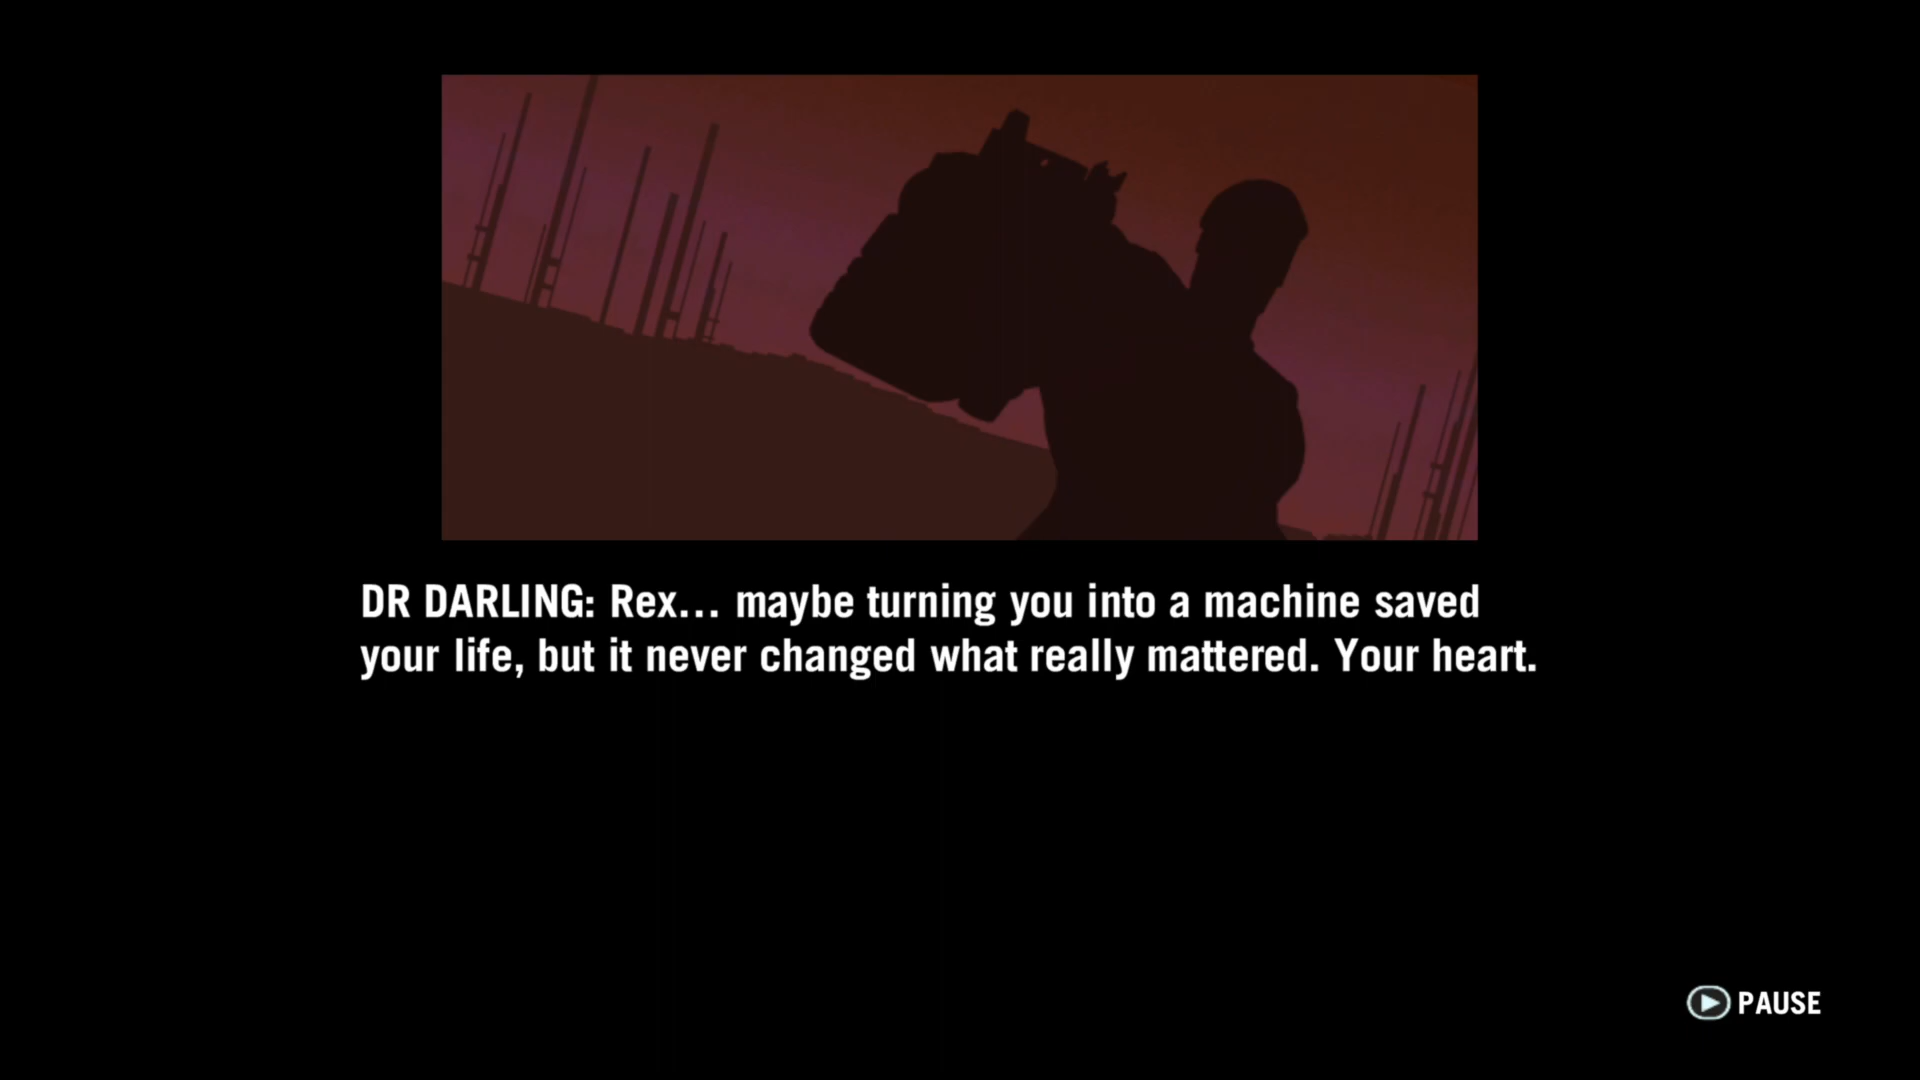 DR DARLING: Rex... maybe turning you into a machine saved
your life, but it never changed what really mattered. Your heart.
PAUSE